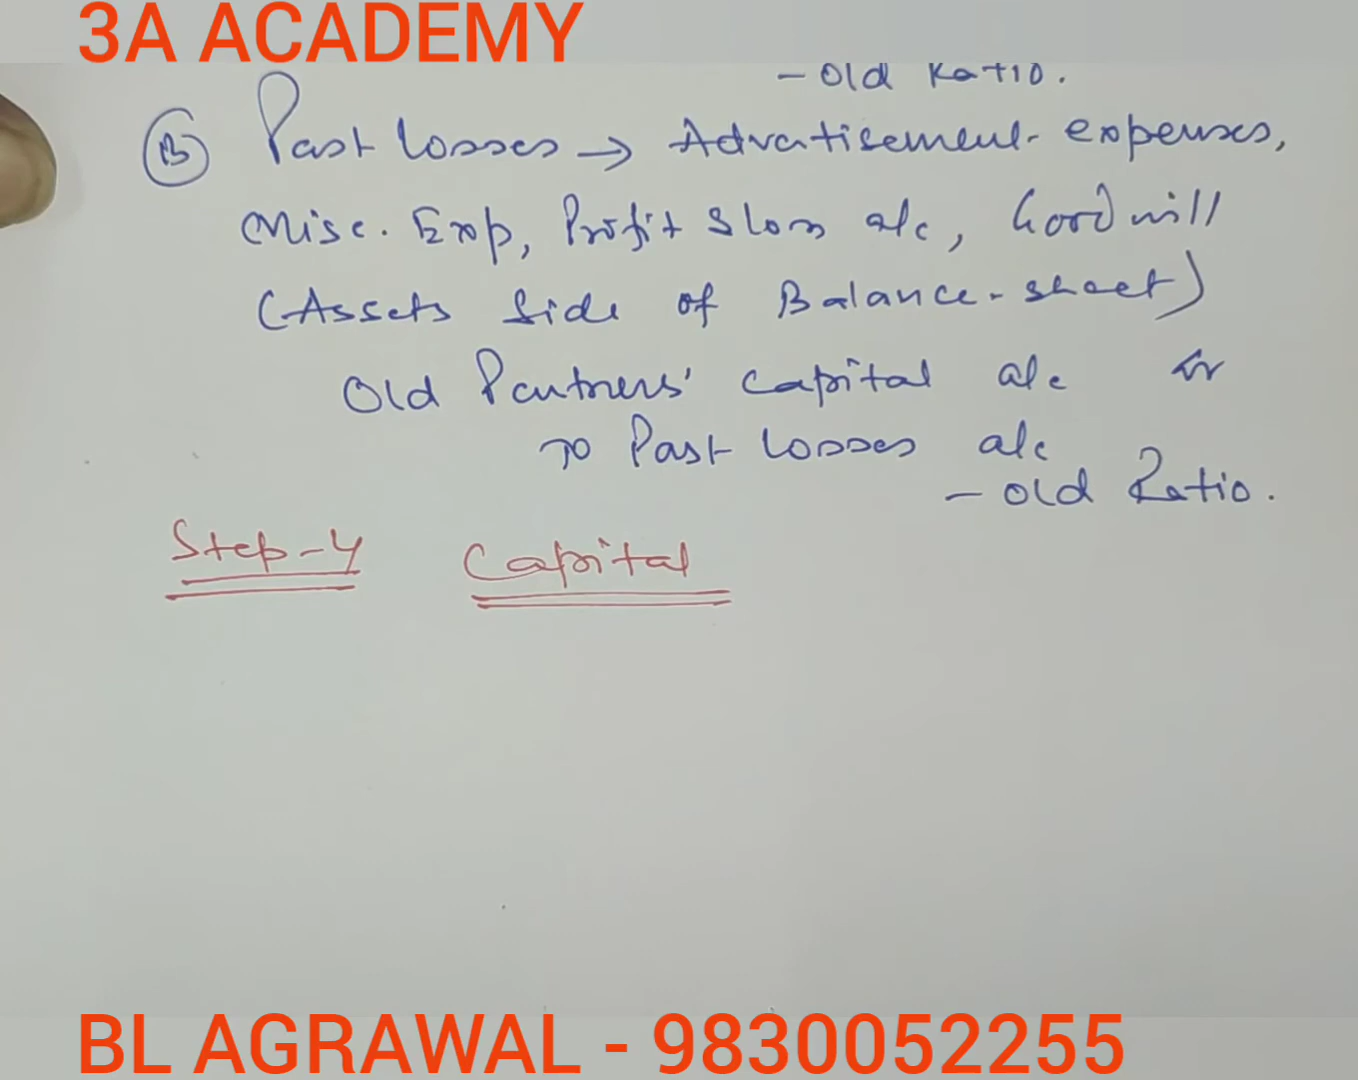 3A ACADEMY
- Old Ratio.
(B) Past losses → Advertisement expenses,
Misc. Exp, Profit & loss a/c, Goodwill
(Assets side of Balance-sheet)
Old Partners' capital a/c Dr
To Past losses a/c
- Old Ratio.
Step-4 Capital
BL AGRAWAL - 9830052255